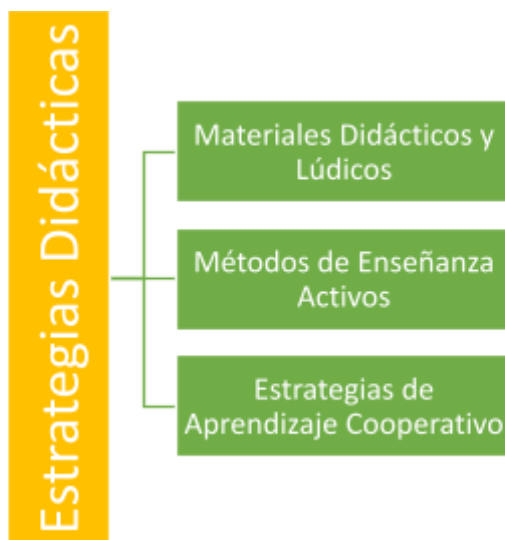 Estrategias Didácticas
Materiales Didácticos y
Lúdicos
Métodos de Enseñanza
Activos
Estrategias de
Aprendizaje Cooperativo